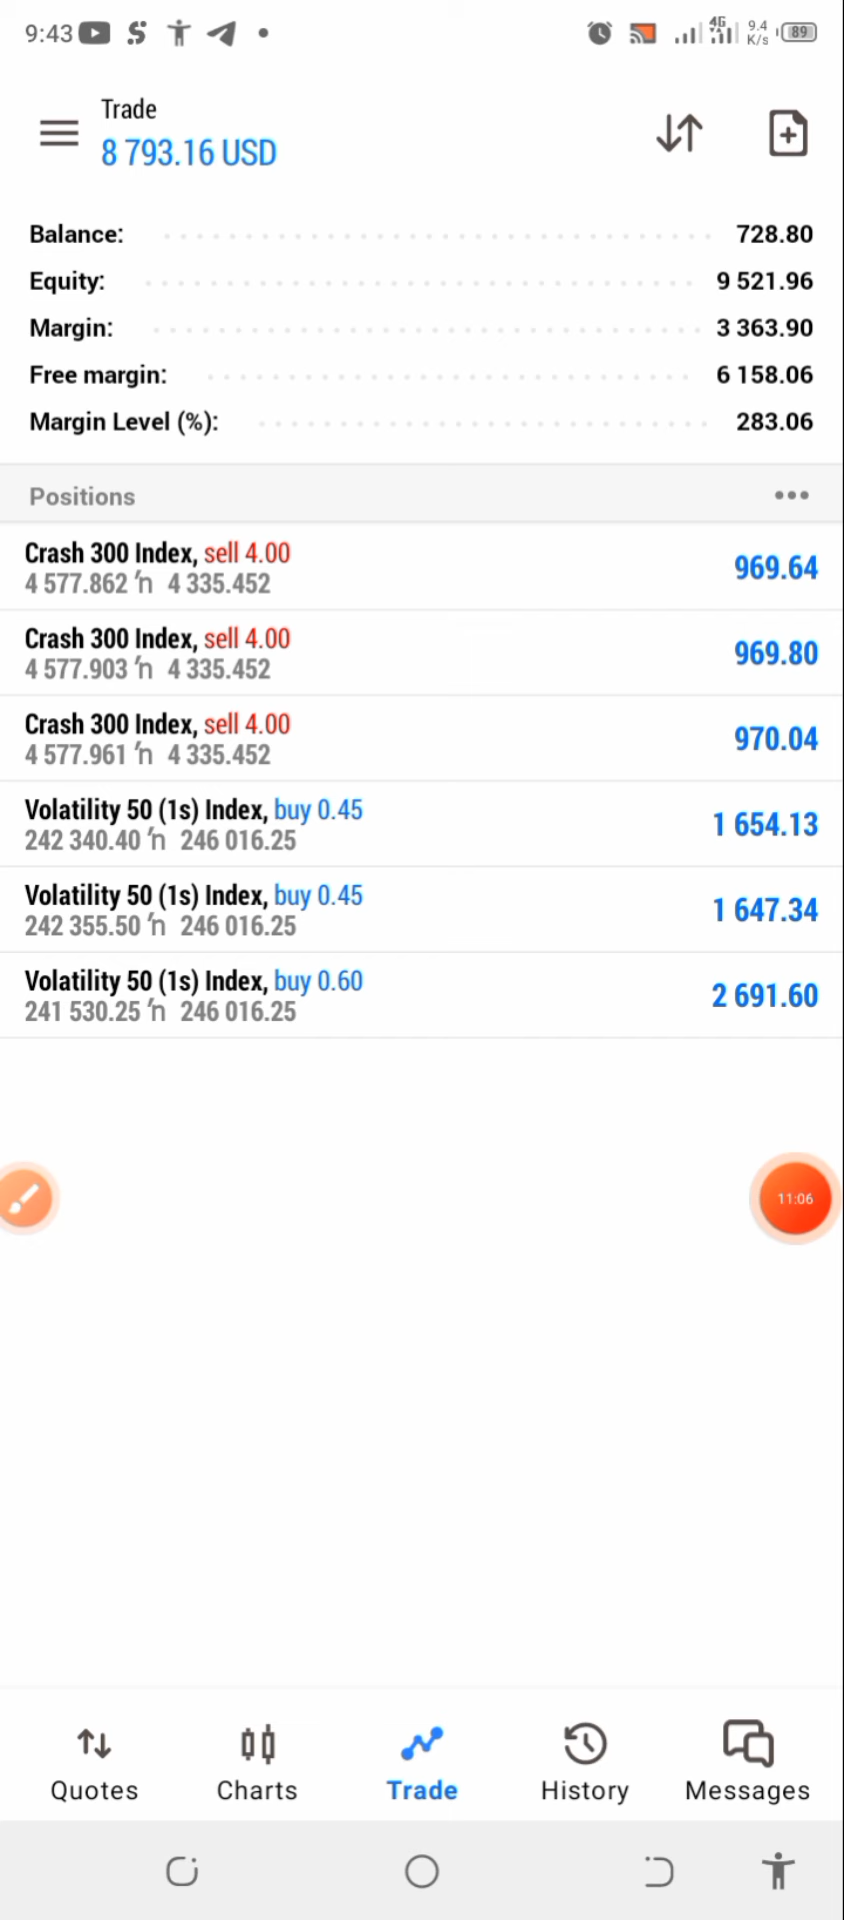 9:43
4G
9.4
K/s
89
Trade
8 793.16 USD
Balance: 728.80
Equity: 9 521.96
Margin: 3 363.90
Free margin: 6 158.06
Margin Level (%): 283.06
Positions
Crash 300 Index, sell 4.00
4 577.862 'n 4 335.452
969.64
Crash 300 Index, sell 4.00
4 577.903 'n 4 335.452
969.80
Crash 300 Index, sell 4.00
4 577.961 'n 4 335.452
970.04
Volatility 50 (1s) Index, buy 0.45
242 340.40 'n 246 016.25
1 654.13
Volatility 50 (1s) Index, buy 0.45
242 355.50 'n 246 016.25
1 647.34
Volatility 50 (1s) Index, buy 0.60
241 530.25 'n 246 016.25
2 691.60
11:06
Quotes
Charts
Trade
History
Messages